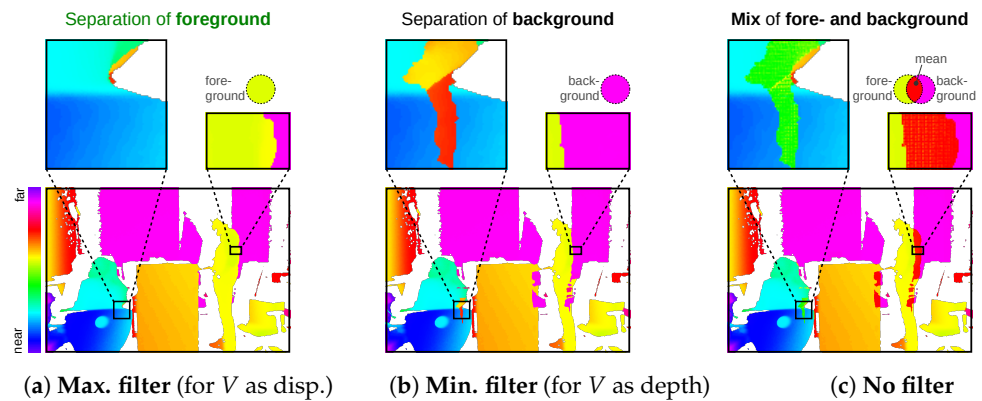 Separation of foreground
Separation of background
Mix of fore- and background
fore-
ground
back-
ground
mean
fore-
ground
back-
ground
far
near
(a) Max. filter (for V as disp.)
(b) Min. filter (for V as depth)
(c) No filter